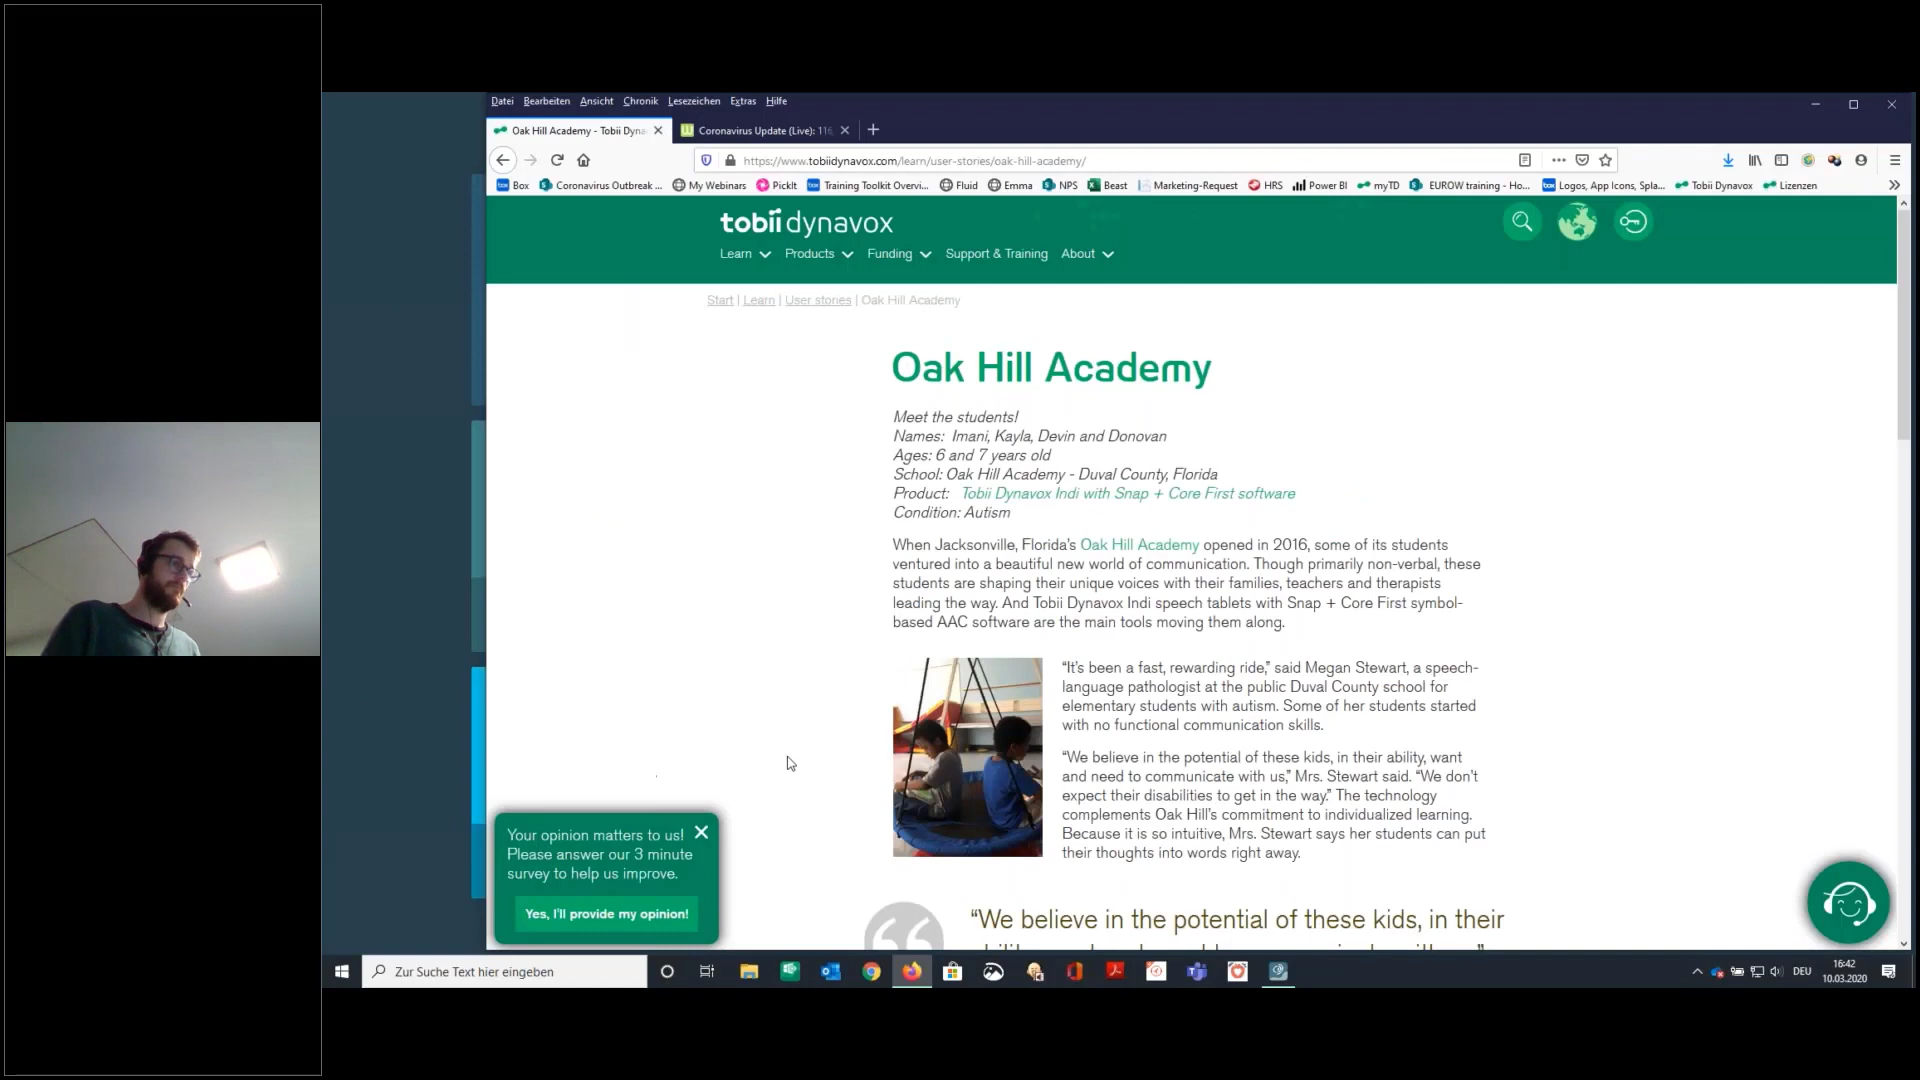 Datei Bearbeiten Ansicht Chronik Lesezeichen Extras Hilfe
Oak Hill Academy - Tobii Dyna
Coronavirus Update (Live): 116,
https://www.tobiidynavox.com/learn/user-stories/oak-hill-academy/
Box Coronavirus Outbreak ... My Webinars PickIt Training Toolkit Overvi... Fluid Emma NPS Beast Marketing-Request HRS Power BI myTD EUROW training - Ho... Logos, App Icons, Spla... Tobii Dynavox Lizenzen
tobii dynavox
Learn Products Funding Support & Training About
Start | Learn | User stories | Oak Hill Academy
Oak Hill Academy
Meet the students!
Names: Imani, Kayla, Devin and Donovan
Ages: 6 and 7 years old
School: Oak Hill Academy - Duval County, Florida
Product: Tobii Dynavox Indi with Snap + Core First software
Condition: Autism
When Jacksonville, Florida's Oak Hill Academy opened in 2016, some of its students
ventured into a beautiful new world of communication. Though primarily non-verbal, these
students are shaping their unique voices with their families, teachers and therapists
leading the way. And Tobii Dynavox Indi speech tablets with Snap + Core First symbol-
based AAC software are the main tools moving them along.
“It's been a fast, rewarding ride,” said Megan Stewart, a speech-
language pathologist at the public Duval County school for
elementary students with autism. Some of her students started
with no functional communication skills.
“We believe in the potential of these kids, in their ability, want
and need to communicate with us,” Mrs. Stewart said. “We don't
expect their disabilities to get in the way.” The technology
complements Oak Hill's commitment to individualized learning.
Because it is so intuitive, Mrs. Stewart says her students can put
their thoughts into words right away.
“We believe in the potential of these kids, in their
Your opinion matters to us!
Please answer our 3 minute
survey to help us improve.
Yes, I'll provide my opinion!
Zur Suche Text hier eingeben
DEU
16:42
10.03.2020